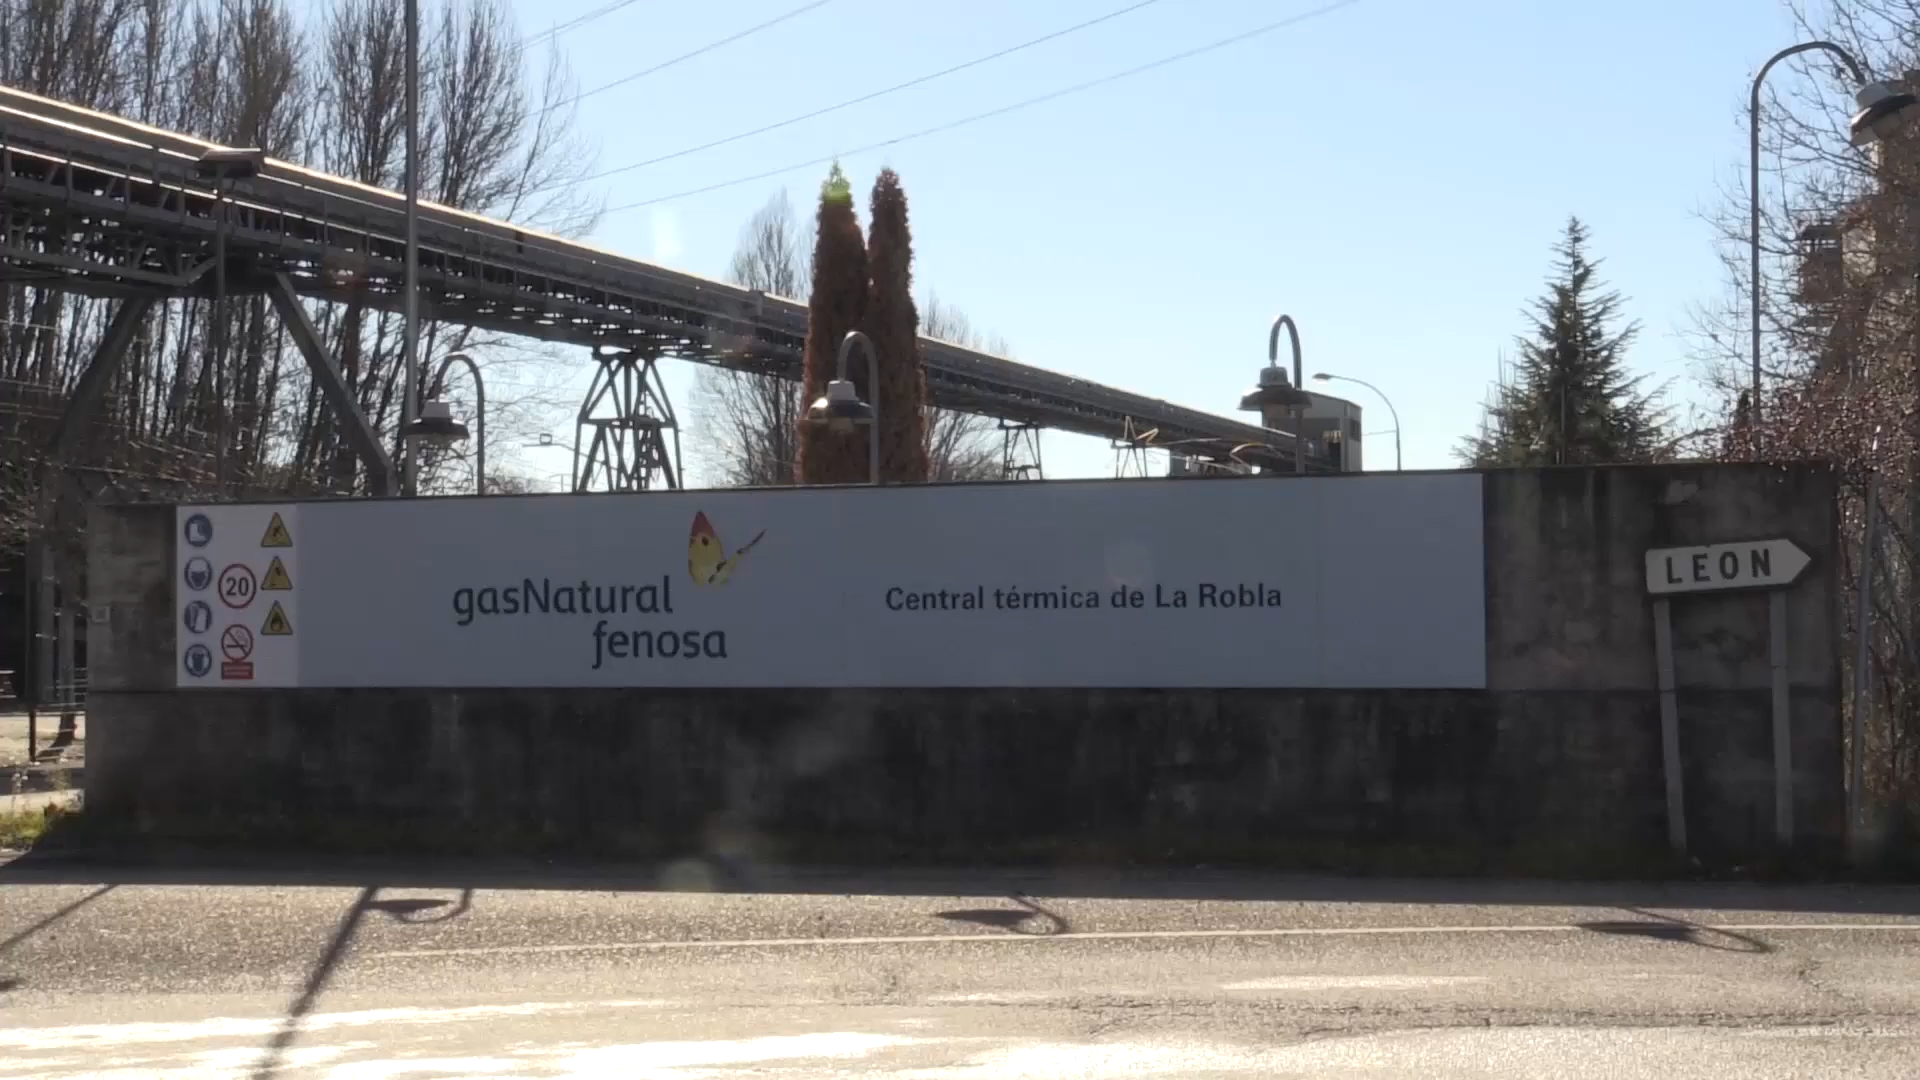 20
gasNatural
fenosa
Central térmica de La Robla
LEON